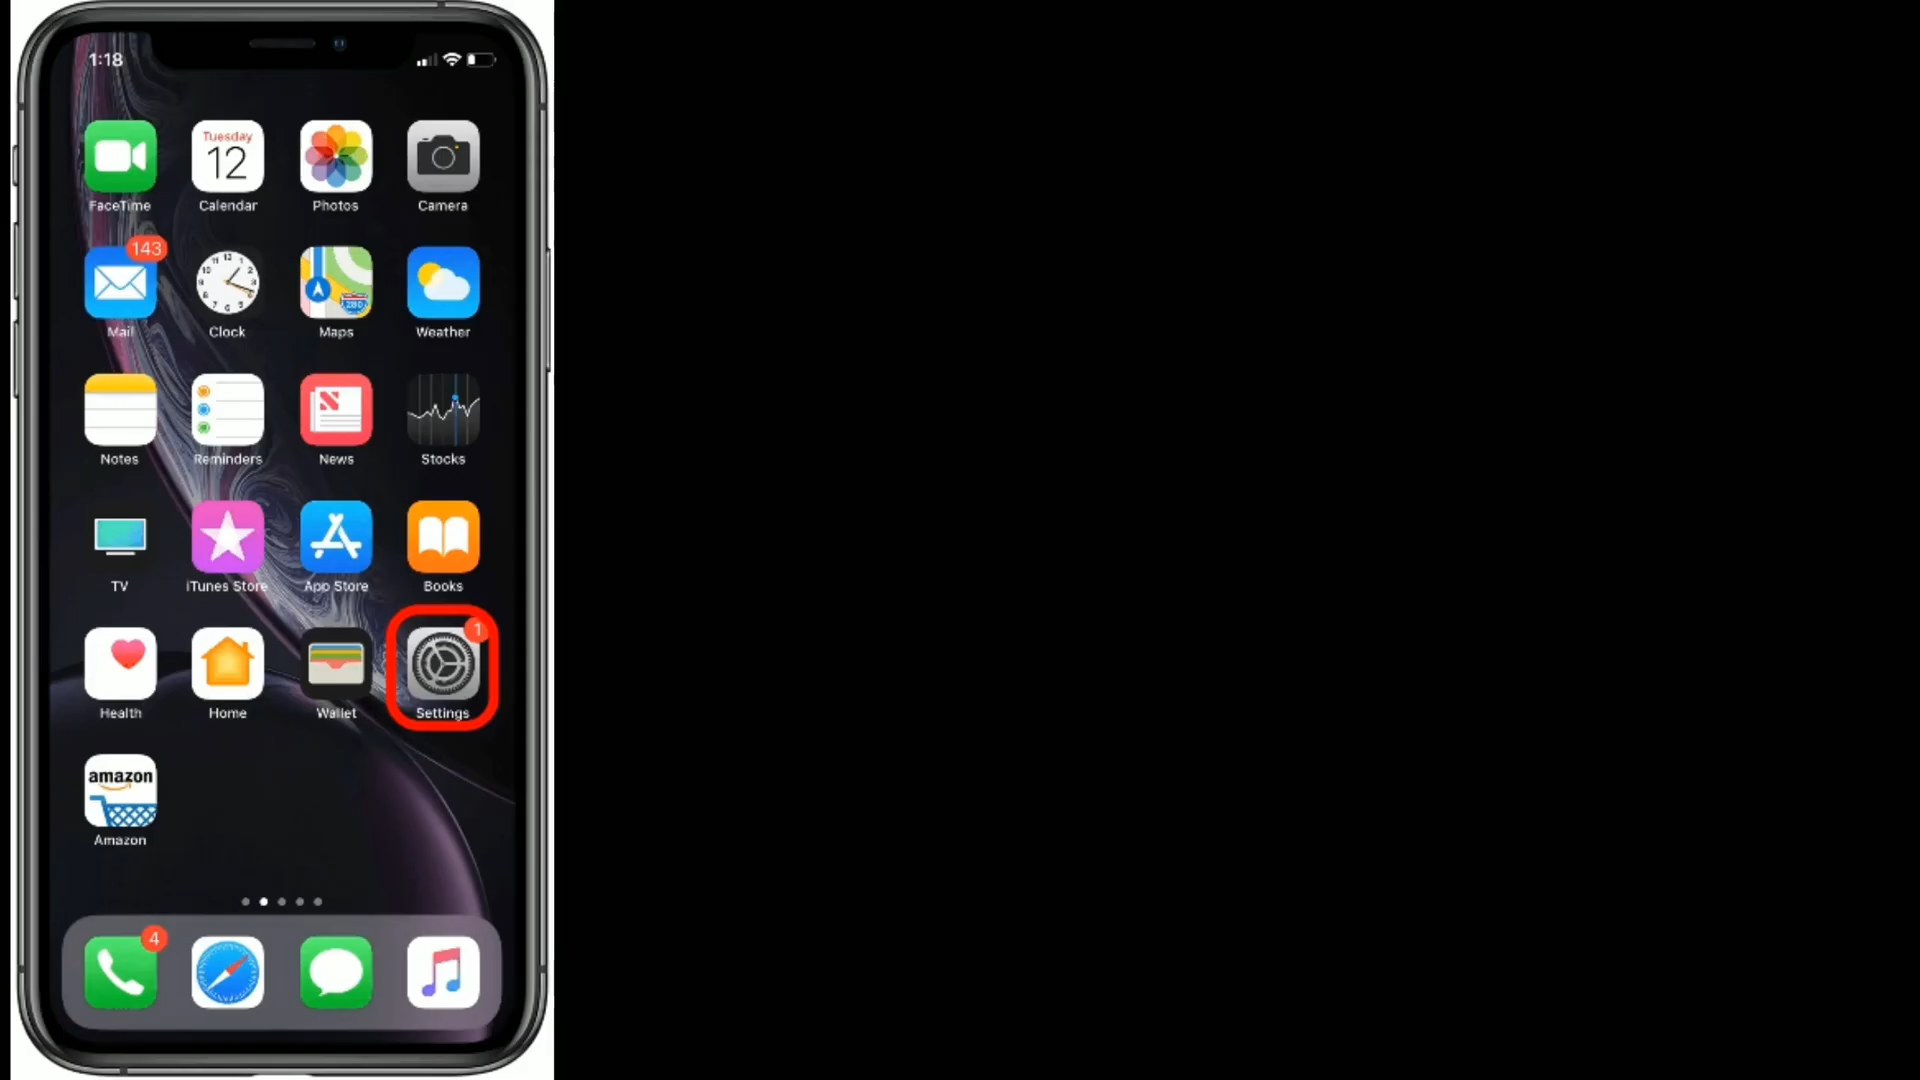 1:18
Tuesday
12
FaceTime
Calendar
Photos
Camera
143
Mail
Clock
Maps
Weather
Notes
Reminders
News
Stocks
TV
iTunes Store
App Store
Books
1
Health
Home
Wallet
Settings
amazon
Amazon
4